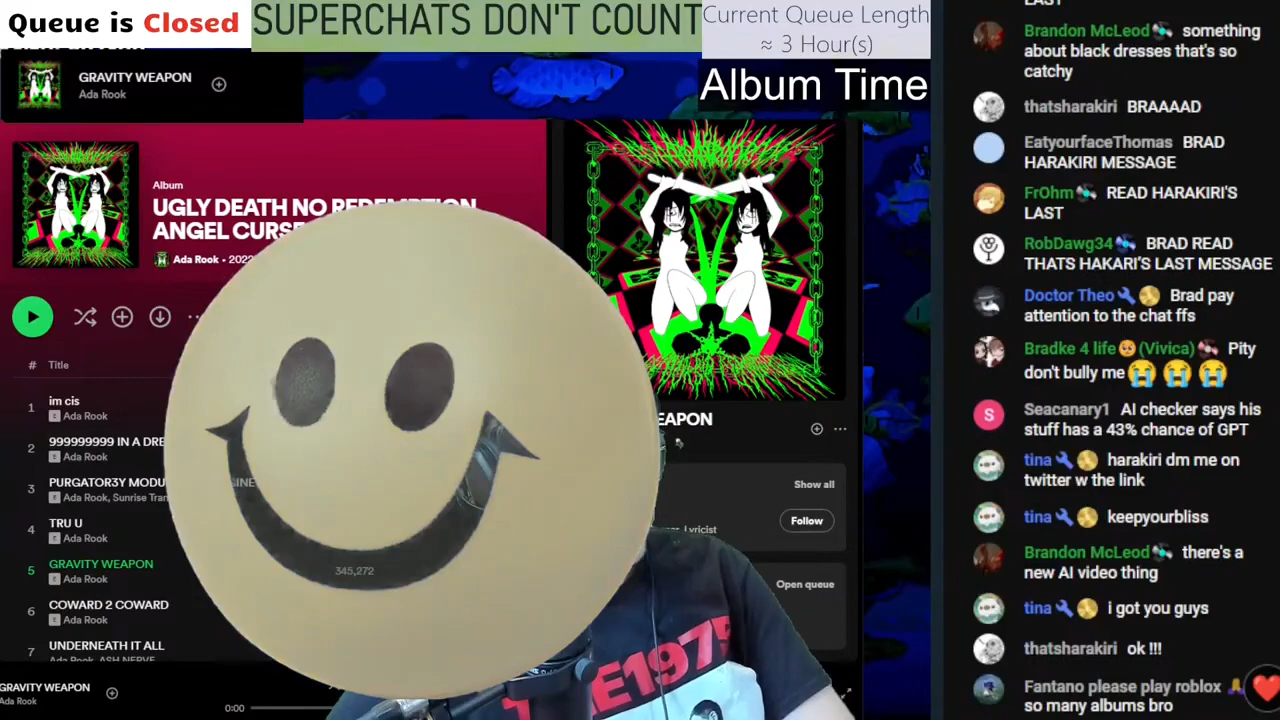 Queue is Closed
SUPERCHATS DON'T COUNT
Current Queue Length
≈ 3 Hour(s)
Album Time
GRAVITY WEAPON
Ada Rook
Album
UGLY DEATH NO REDEMPTION
ANGEL CURSE
Ada Rook •
# Title
1 im cis
E Ada Rook
2 999999999 IN A DRE
E Ada Rook
3 PURGATOR3Y MODU
E Ada Rook, Sunrise Tran
4 TRU U
E Ada Rook
5 GRAVITY WEAPON
E Ada Rook
345,272
6 COWARD 2 COWARD
E Ada Rook
7 UNDERNEATH IT ALL
E Ada Rook, ASH NERVE
GRAVITY WEAPON
Ada Rook
0:00
EAPON
Show all
Lyricist
Follow
Open queue
THE1975
Brandon McLeod something
about black dresses that's so
catchy
thatsharakiri BRAAAAD
EatyourfaceThomas BRAD
HARAKIRI MESSAGE
FrOhm READ HARAKIRI'S
LAST
RobDawg34 BRAD READ
THATS HAKARI'S LAST MESSAGE
Doctor Theo Brad pay
attention to the chat ffs
Bradke 4 life (Vivica) Pity
don't bully me
S
Seacanary1 AI checker says his
stuff has a 43% chance of GPT
tina harakiri dm me on
twitter w the link
tina keepyourbliss
Brandon McLeod there's a
new AI video thing
tina i got you guys
thatsharakiri ok !!!
Fantano please play roblox
so many albums bro